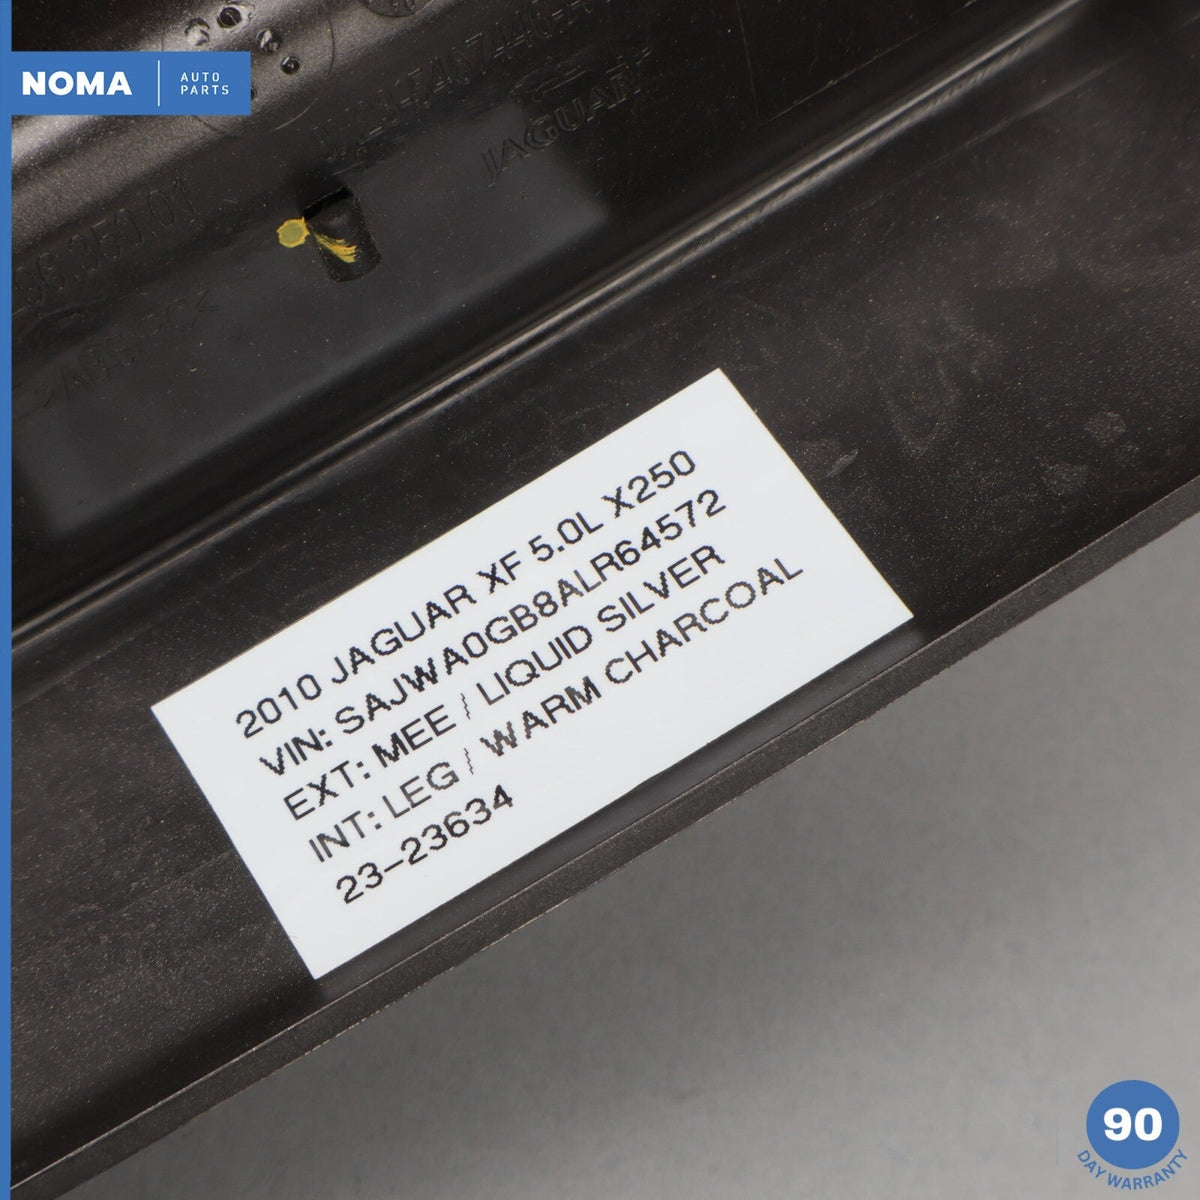 NOMA
AUTO
PARTS
JAGUAR
2010 JAGUAR XF 5.0L X250
VIN: SAJWA0GB8ALR64572
EXT: MEE / LIQUID SILVER
INT: LEG / WARM CHARCOAL
23-23634
90
DAY WARRANTY